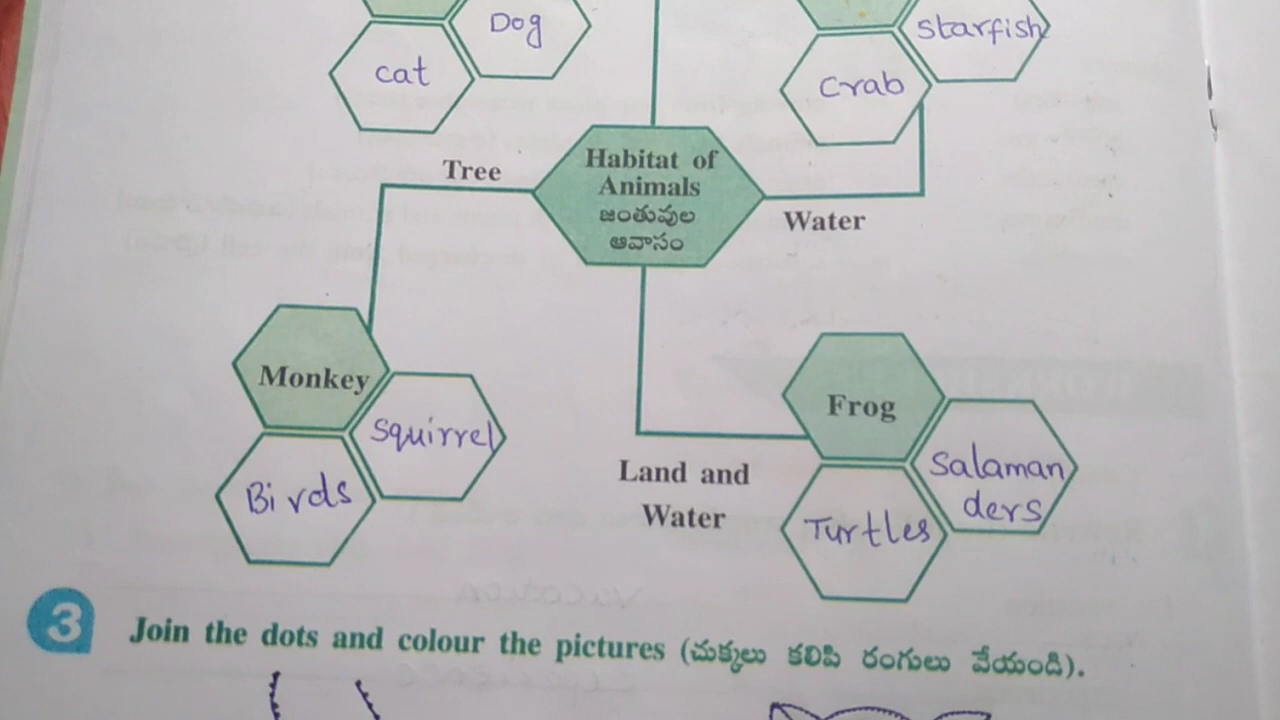 Dog
cat
starfish
crab
Tree
Habitat of
Animals
జంతువుల
ఆవాసం
Water
Monkey
squirrel
Birds
Frog
Salaman
ders
Turtles
Land and
Water
3 Join the dots and colour the pictures (చుక్కలు కలిపి రంగులు వేయండి).